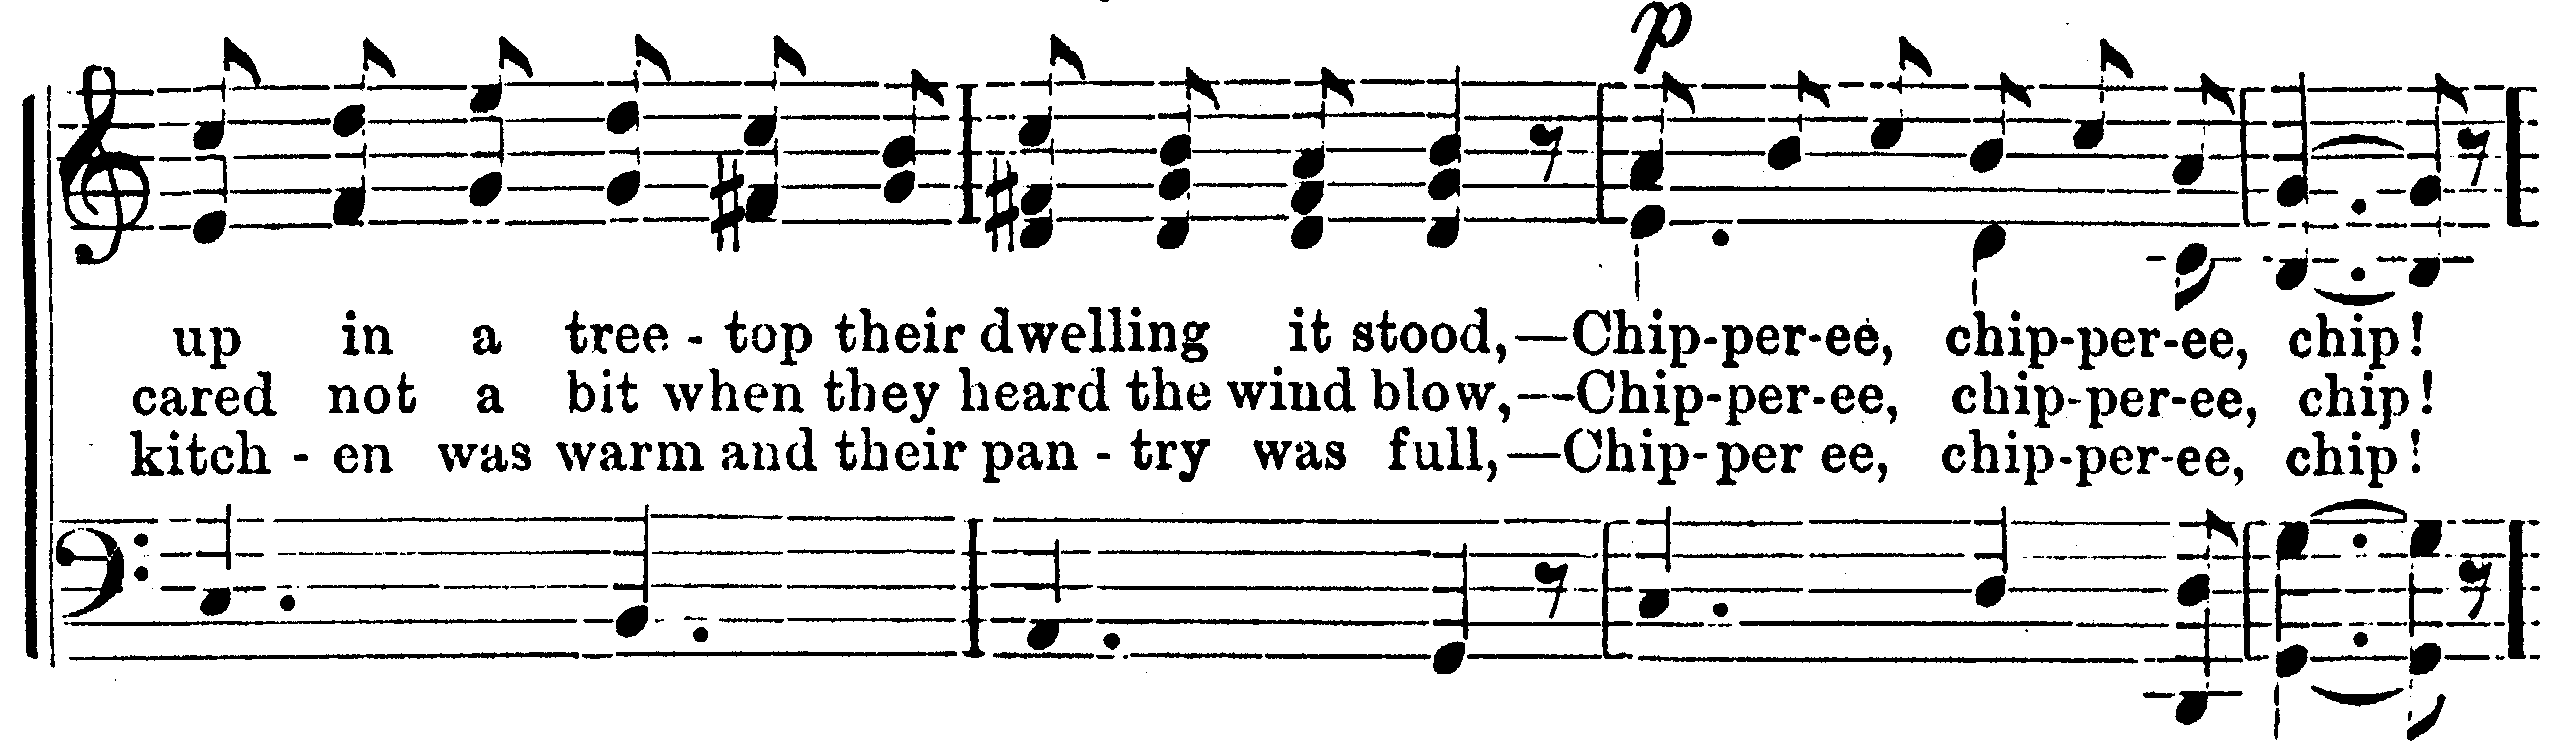 p
up in a tree - top their dwelling it stood,—Chip-per-ee, chip-per-ee, chip!
cared not a bit when they heard the wind blow,—Chip-per-ee, chip-per-ee, chip!
kitch - en was warm and their pan - try was full,—Chip-per ee, chip-per-ee, chip!